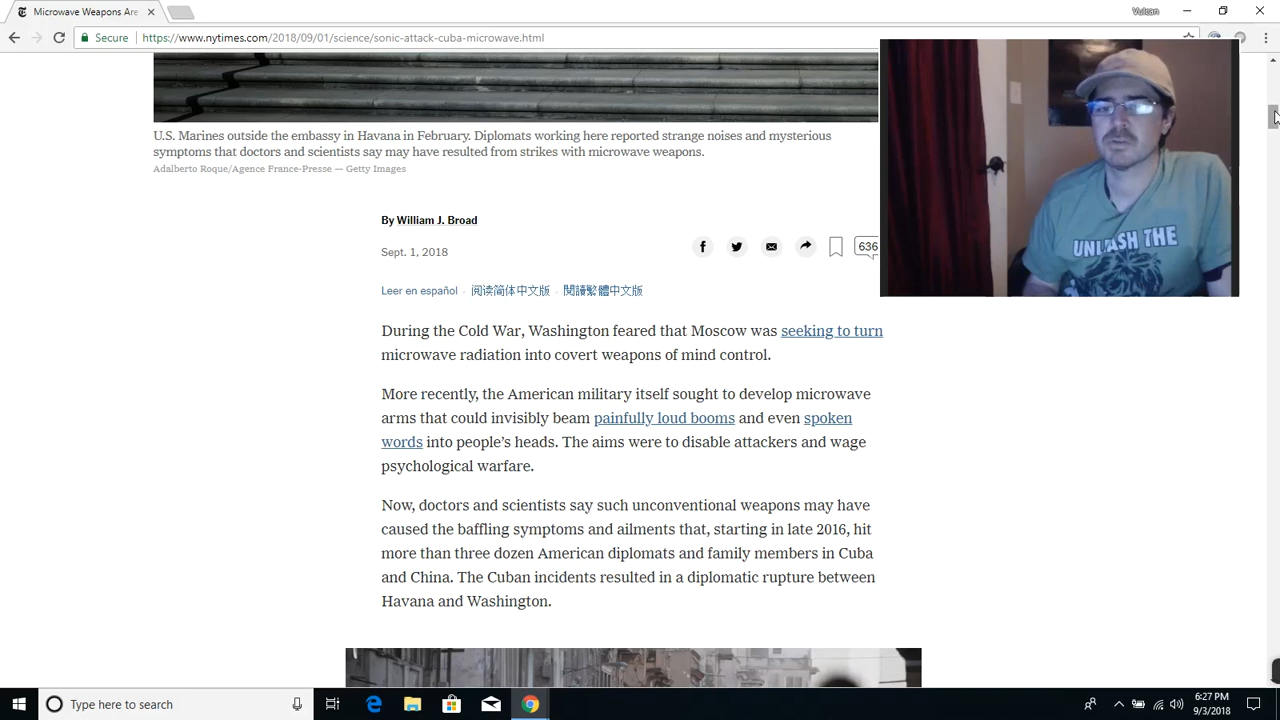 Microwave Weapons Are
Vulcan
Secure
https://www.nytimes.com/2018/09/01/science/sonic-attack-cuba-microwave.html
U.S. Marines outside the embassy in Havana in February. Diplomats working here reported strange noises and mysterious
symptoms that doctors and scientists say may have resulted from strikes with microwave weapons.
Adalberto Roque/Agence France-Presse — Getty Images
By William J. Broad
Sept. 1, 2018
636
Leer en español · 阅读简体中文版 · 閱讀繁體中文版
UNLEASH THE
During the Cold War, Washington feared that Moscow was seeking to turn
microwave radiation into covert weapons of mind control.
More recently, the American military itself sought to develop microwave
arms that could invisibly beam painfully loud booms and even spoken
words into people's heads. The aims were to disable attackers and wage
psychological warfare.
Now, doctors and scientists say such unconventional weapons may have
caused the baffling symptoms and ailments that, starting in late 2016, hit
more than three dozen American diplomats and family members in Cuba
and China. The Cuban incidents resulted in a diplomatic rupture between
Havana and Washington.
Type here to search
6:27 PM
9/3/2018